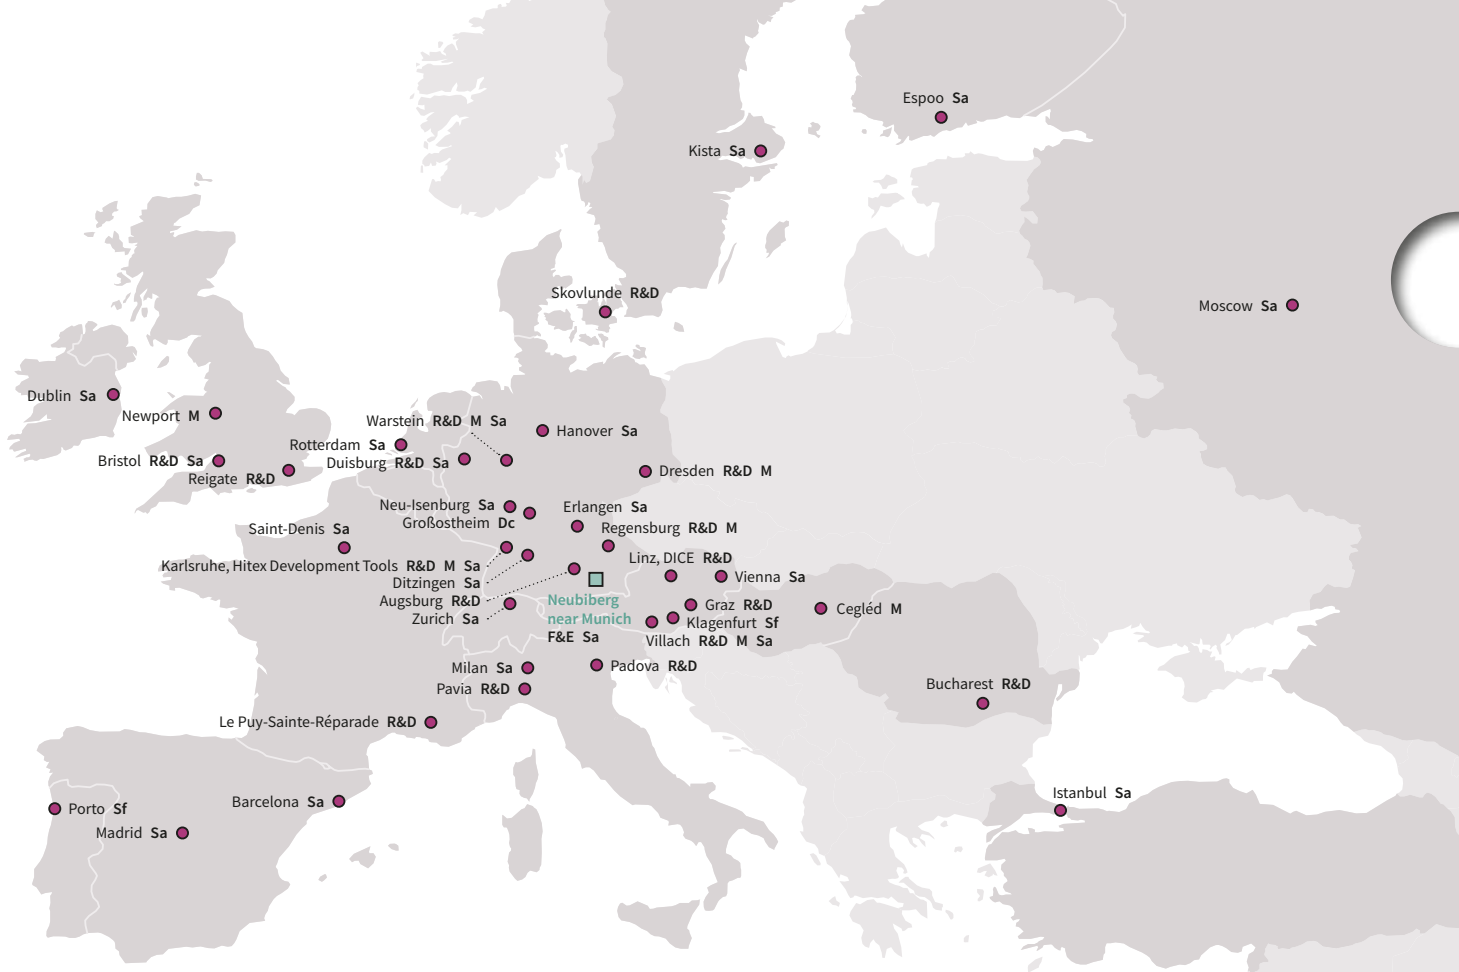 Espoo Sa
Kista Sa
Skovlunde R&D
Moscow Sa
Dublin Sa
Newport M
Warstein R&D M Sa
Hanover Sa
Rotterdam Sa
Bristol R&D Sa
Duisburg R&D Sa
Dresden R&D M
Reigate R&D
Neu-Isenburg Sa
Erlangen Sa
Großostheim Dc
Saint-Denis Sa
Regensburg R&D M
Linz, DICE R&D
Karlsruhe, Hitex Development Tools R&D M Sa
Vienna Sa
Ditzingen Sa
Augsburg R&D
Neubiberg
near Munich
F&E Sa
Graz R&D
Cegléd M
Zurich Sa
Klagenfurt Sf
Villach R&D M Sa
Milan Sa
Padova R&D
Pavia R&D
Bucharest R&D
Le Puy-Sainte-Réparade R&D
Istanbul Sa
Barcelona Sa
Porto Sf
Madrid Sa